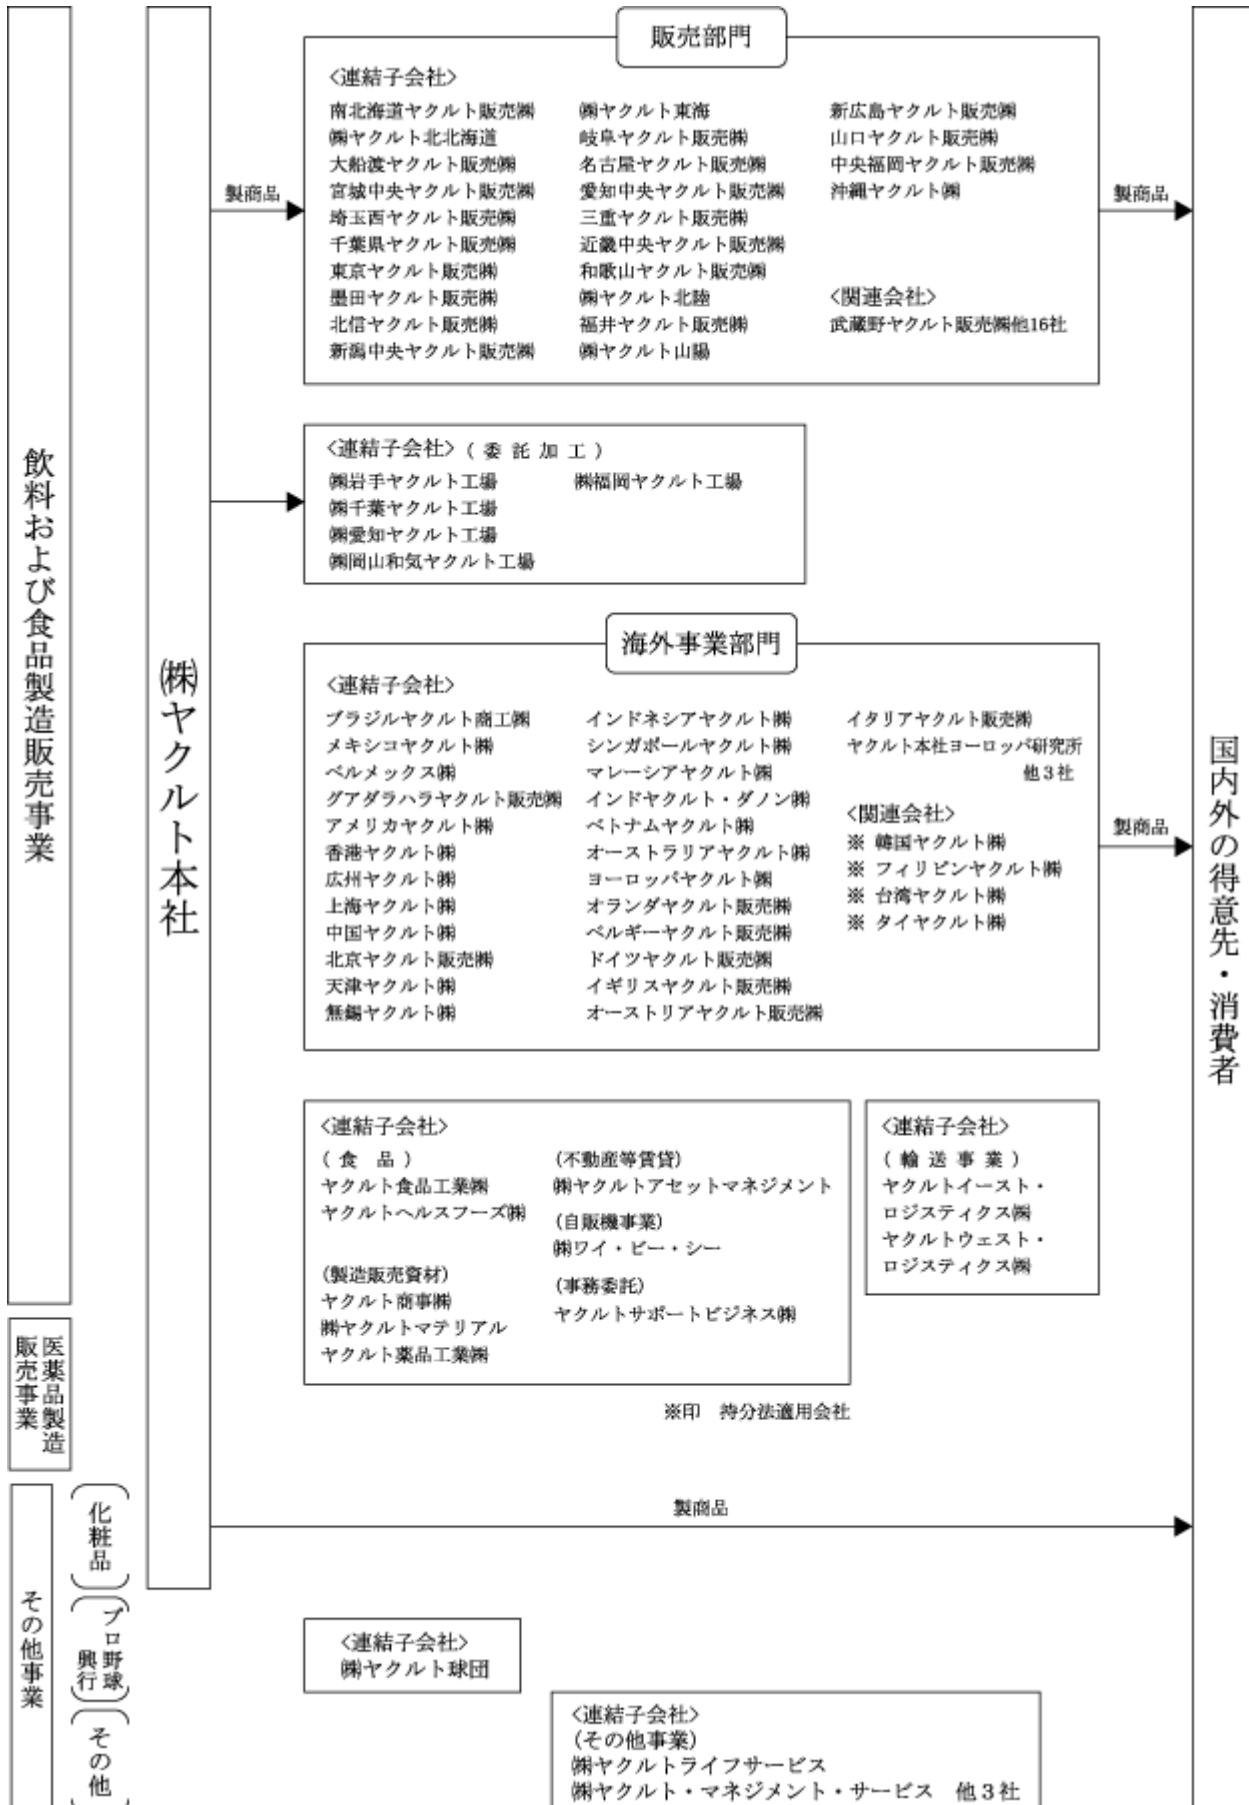 飲料および食品製造販売事業
医薬品製造
販売事業
その他事業
化粧品
プロ野球
興行
その他
㈱ヤクルト本社
製商品
販売部門
〈連結子会社〉
南北海道ヤクルト販売㈱
㈱ヤクルト北北海道
大船渡ヤクルト販売㈱
宮城中央ヤクルト販売㈱
埼玉西ヤクルト販売㈱
千葉県ヤクルト販売㈱
東京ヤクルト販売㈱
墨田ヤクルト販売㈱
北信ヤクルト販売㈱
新潟中央ヤクルト販売㈱
㈱ヤクルト東海
岐阜ヤクルト販売㈱
名古屋ヤクルト販売㈱
愛知中央ヤクルト販売㈱
三重ヤクルト販売㈱
近畿中央ヤクルト販売㈱
和歌山ヤクルト販売㈱
㈱ヤクルト北陸
福井ヤクルト販売㈱
㈱ヤクルト山陽
新広島ヤクルト販売㈱
山口ヤクルト販売㈱
中央福岡ヤクルト販売㈱
沖縄ヤクルト㈱
〈関連会社〉
武蔵野ヤクルト販売㈱他16社
製商品
〈連結子会社〉(委託加工)
㈱岩手ヤクルト工場
㈱千葉ヤクルト工場
㈱愛知ヤクルト工場
㈱岡山和気ヤクルト工場
㈱福岡ヤクルト工場
海外事業部門
〈連結子会社〉
ブラジルヤクルト商工㈱
メキシコヤクルト㈱
ベルメックス㈱
グアダラハラヤクルト販売㈱
アメリカヤクルト㈱
香港ヤクルト㈱
広州ヤクルト㈱
上海ヤクルト㈱
中国ヤクルト㈱
北京ヤクルト販売㈱
天津ヤクルト㈱
無錫ヤクルト㈱
インドネシアヤクルト㈱
シンガポールヤクルト㈱
マレーシアヤクルト㈱
インドヤクルト・ダノン㈱
ベトナムヤクルト㈱
オーストラリアヤクルト㈱
ヨーロッパヤクルト㈱
オランダヤクルト販売㈱
ベルギーヤクルト販売㈱
ドイツヤクルト販売㈱
イギリスヤクルト販売㈱
オーストリアヤクルト販売㈱
イタリアヤクルト販売㈱
ヤクルト本社ヨーロッパ研究所
他3社
〈関連会社〉
※ 韓国ヤクルト㈱
※ フィリピンヤクルト㈱
※ 台湾ヤクルト㈱
※ タイヤクルト㈱
製商品
〈連結子会社〉
(食 品)
ヤクルト食品工業㈱
ヤクルトヘルスフーズ㈱
(製造販売資材)
ヤクルト商事㈱
㈱ヤクルトマテリアル
ヤクルト薬品工業㈱
(不動産等賃貸)
㈱ヤクルトアセットマネジメント
(自販機事業)
㈱ワイ・ビー・シー
(事務委託)
ヤクルトサポートビジネス㈱
〈連結子会社〉
(輸送事業)
ヤクルトイースト・
ロジスティクス㈱
ヤクルトウェスト・
ロジスティクス㈱
※印 持分法適用会社
製商品
〈連結子会社〉
㈱ヤクルト球団
〈連結子会社〉
(その他事業)
㈱ヤクルトライフサービス
㈱ヤクルト・マネジメント・サービス 他3社
国内外の得意先・消費者